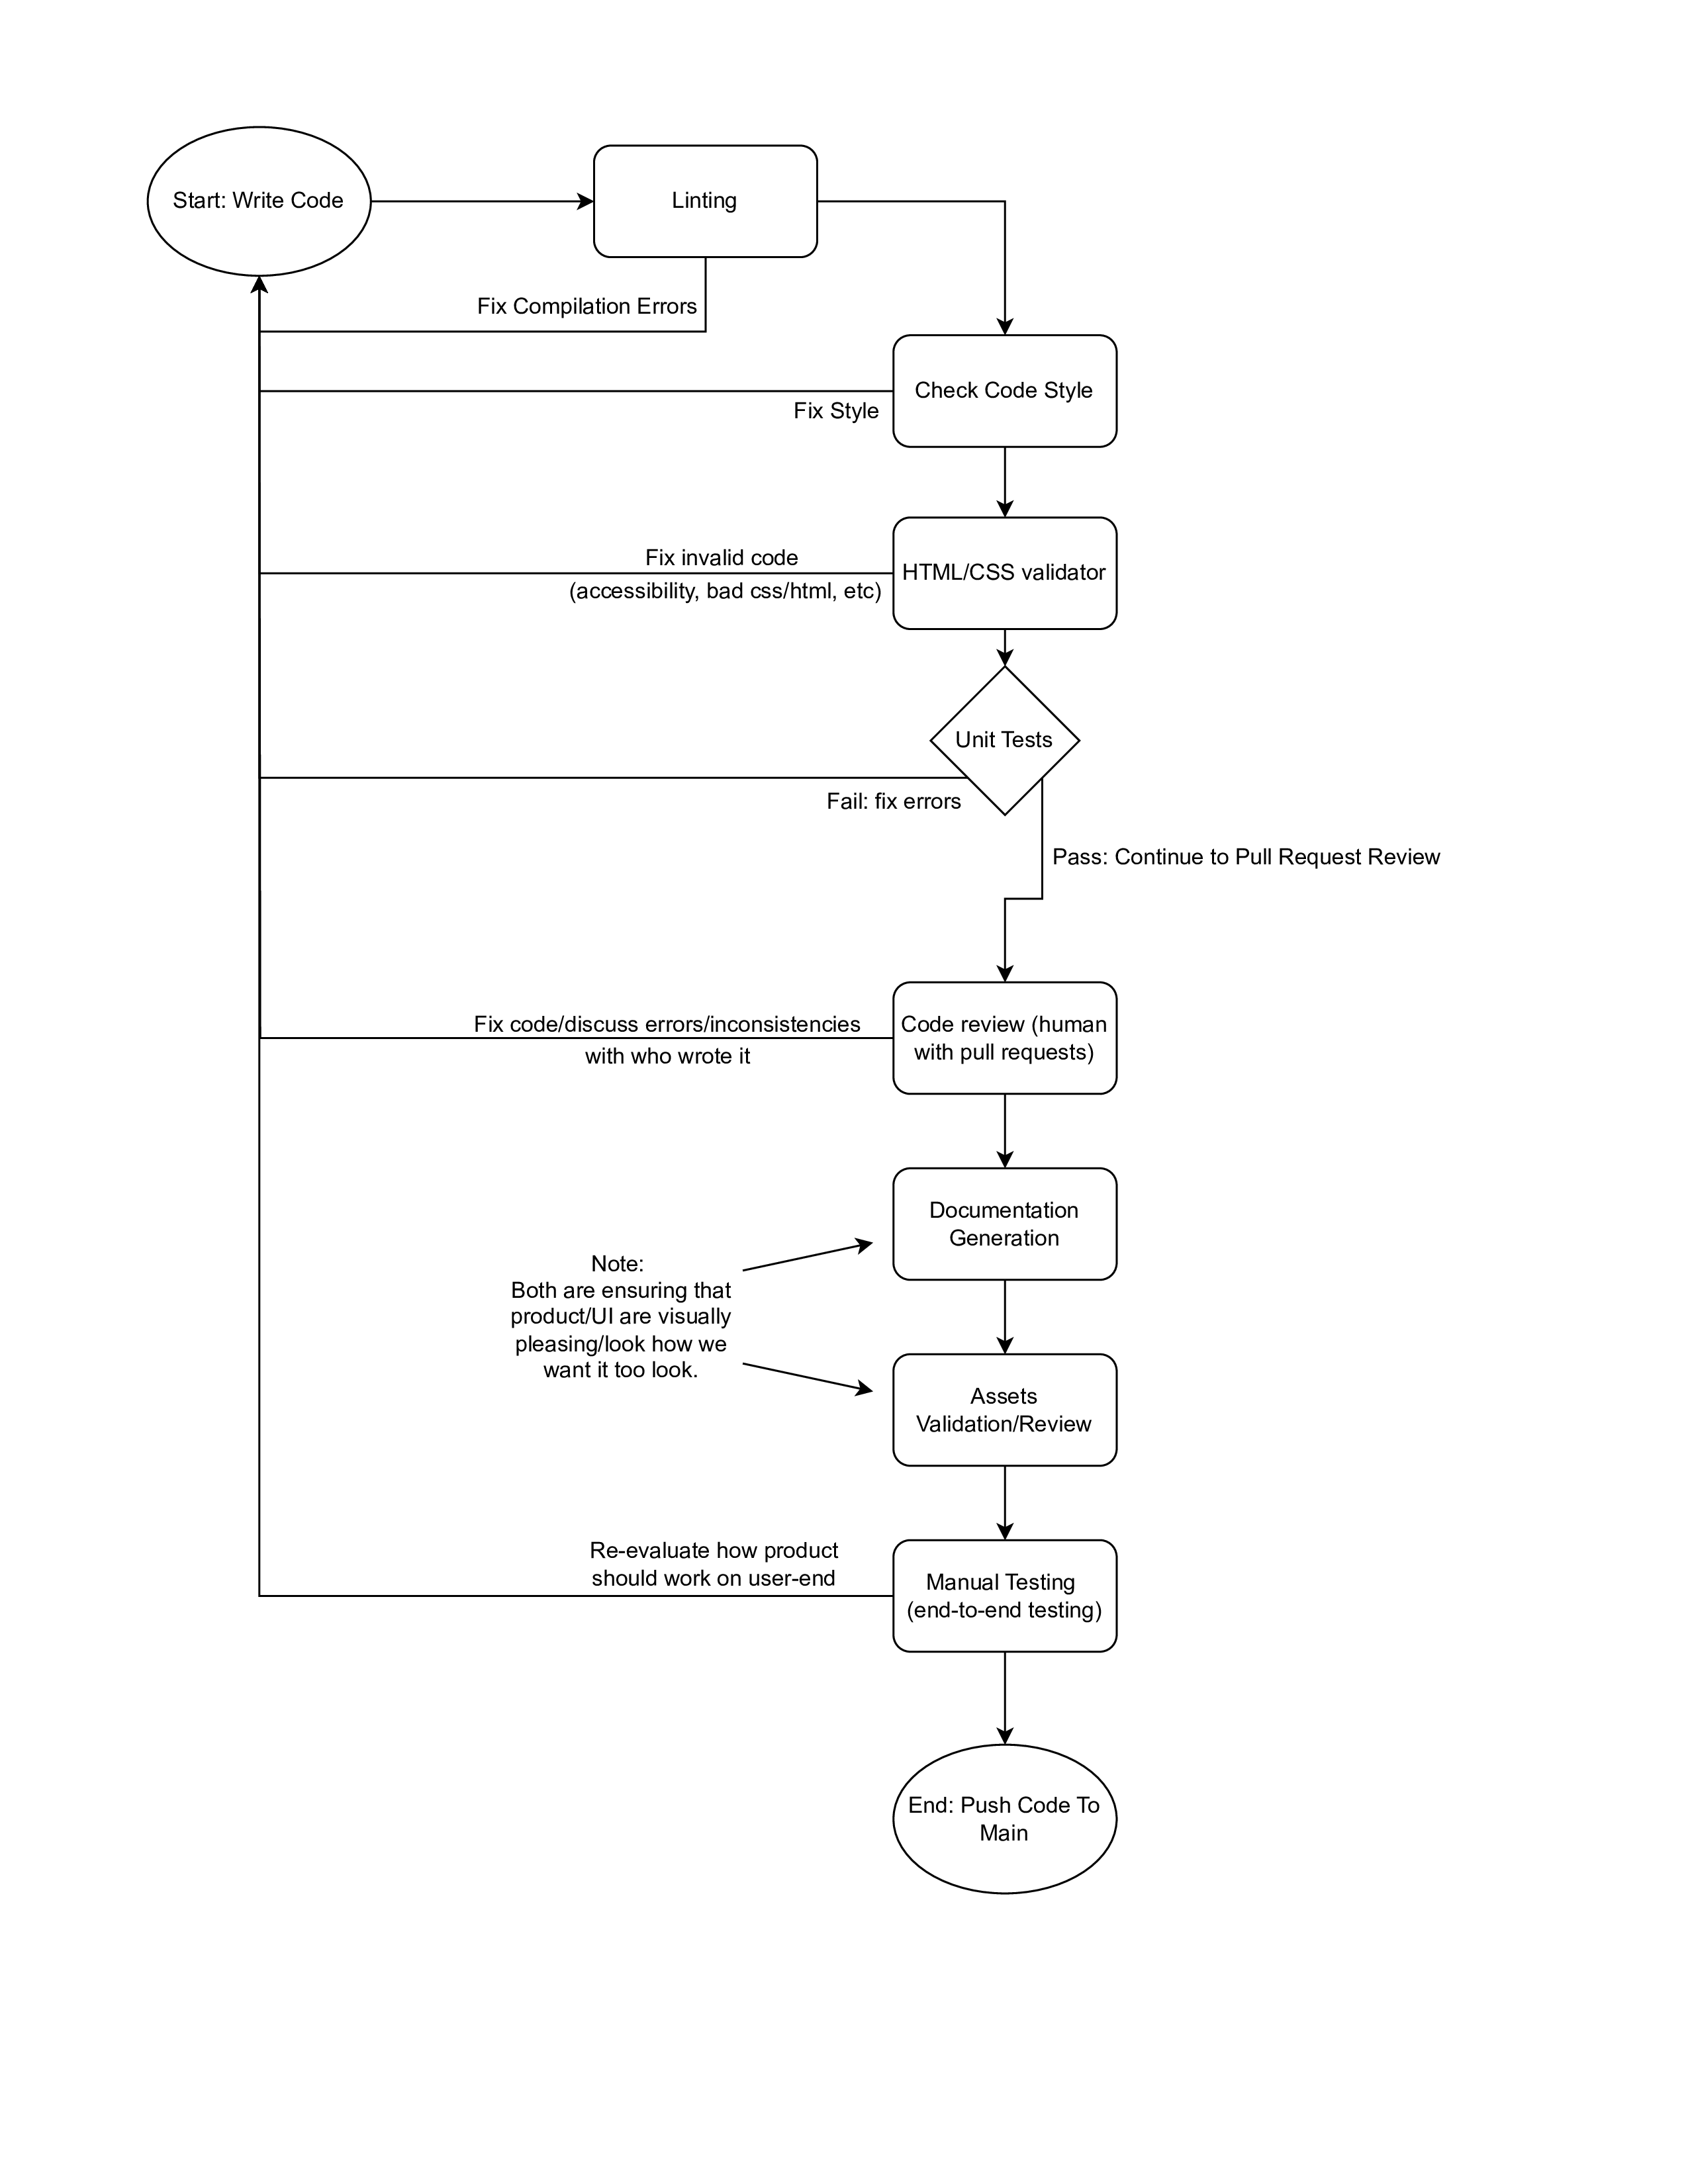 Start: Write Code
Linting
Fix Compilation Errors
Check Code Style
Fix Style
Fix invalid code
(accessibility, bad css/html, etc)
HTML/CSS validator
Unit Tests
Fail: fix errors
Pass: Continue to Pull Request Review
Fix code/discuss errors/inconsistencies
with who wrote it
Code review (human
with pull requests)
Documentation
Generation
Note:
Both are ensuring that
product/UI are visually
pleasing/look how we
want it too look.
Assets
Validation/Review
Re-evaluate how product
should work on user-end
Manual Testing
(end-to-end testing)
End: Push Code To
Main